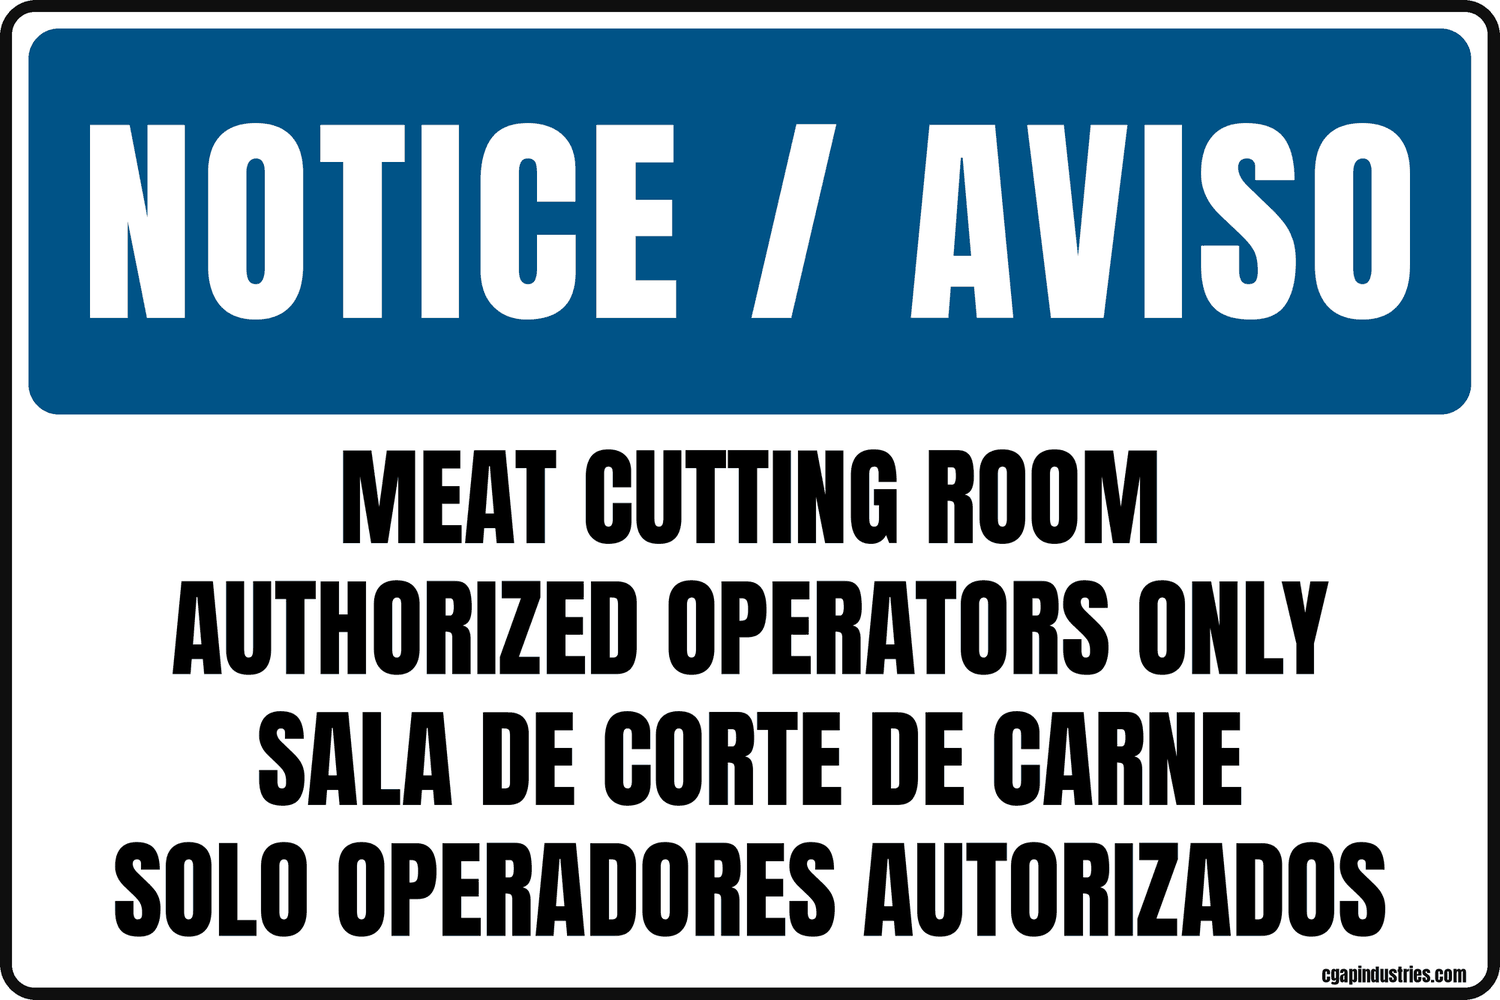 NOTICE / AVISO
MEAT CUTTING ROOM
AUTHORIZED OPERATORS ONLY
SALA DE CORTE DE CARNE
SOLO OPERADORES AUTORIZADOS
cgapindustries.com